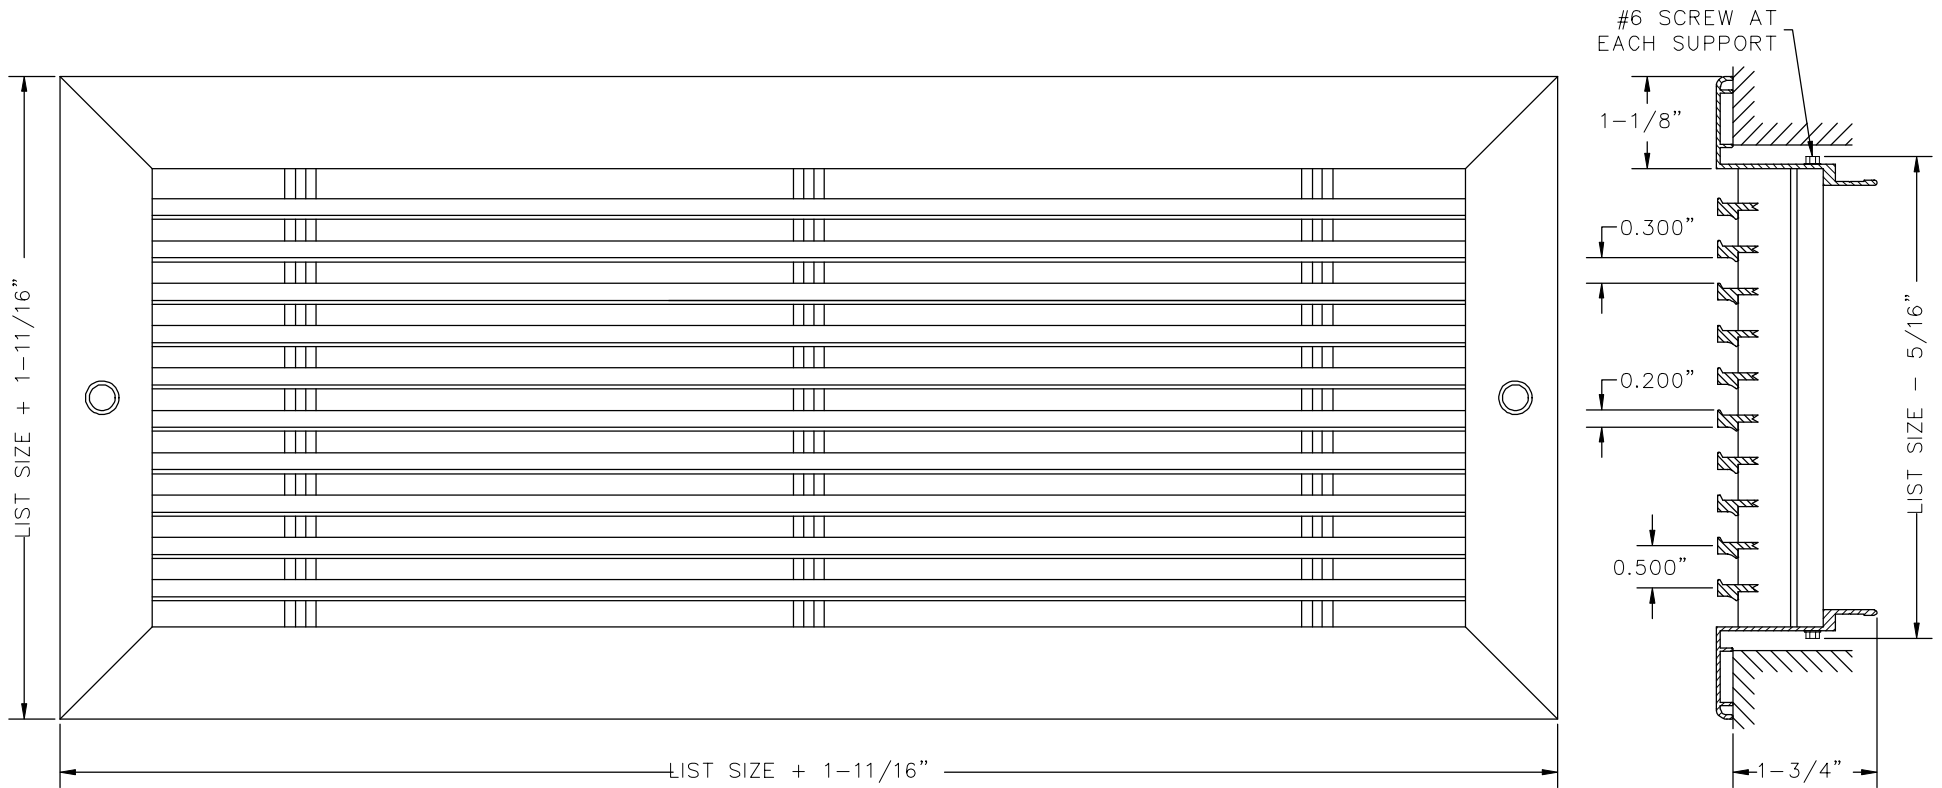 #6 SCREW AT
EACH SUPPORT
1-1/8"
LIST SIZE + 1-11/16"
0.300"
0.200"
0.500"
LIST SIZE - 5/16"
LIST SIZE + 1-11/16"
1-3/4"